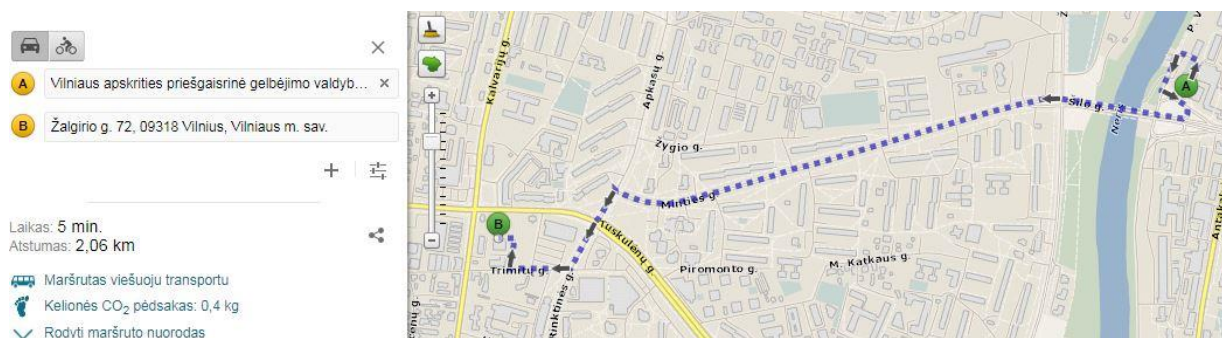 A
Vilniaus apskrities priešgaisrinė gelbėjimo valdyb...
B
Žalgirio g. 72, 09318 Vilnius, Vilniaus m. sav.
Laikas: 5 min.
Atstumas: 2,06 km
Maršrutas viešuoju transportu
Kelionės CO2 pėdsakas: 0,4 kg
Rodyti maršruto nuorodas
Kalvarijų g.
Apkasų g.
Žygio g.
Minties g.
Šilo g.
A
B
Tuskulėnų g.
Trimitų g.
Rinktinės g.
Piromonto g.
M. Katkaus g.